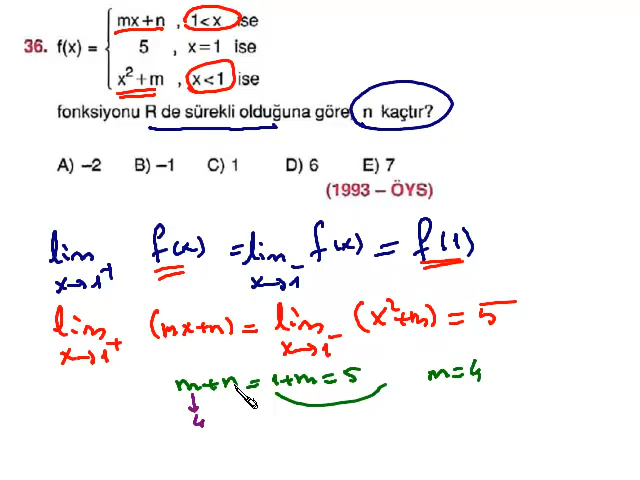 mx+n , 1<x ise
36. f(x) = 5 , x=1 ise
x²+m , x<1 ise
fonksiyonu R de sürekli olduğuna göre, n kaçtır?
A) –2 B) –1 C) 1 D) 6 E) 7
(1993 – ÖYS)
lim x→1⁺ f(x) = lim x→1⁻ f(x) = f(1)
lim x→1⁺ (mx+n) = lim x→1⁻ (x²+m) = 5
m+n = 1+m = 5 m=4
4